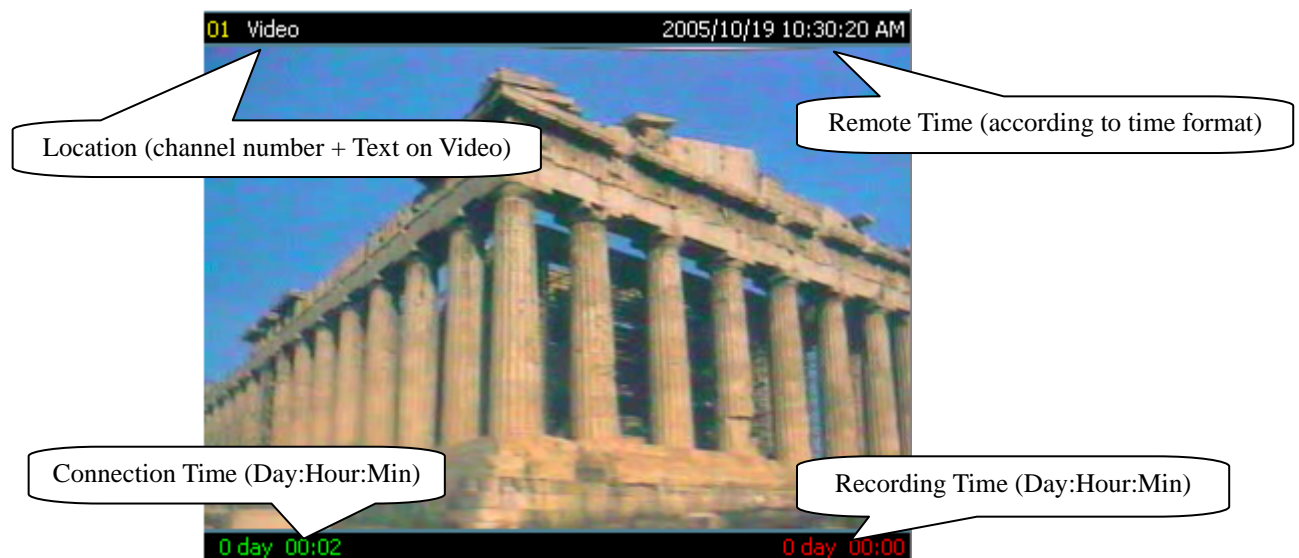 01 Video 2005/10/19 10:30:20 AM
Location (channel number + Text on Video)
Remote Time (according to time format)
Connection Time (Day:Hour:Min)
Recording Time (Day:Hour:Min)
0 day 00:02
0 day 00:00